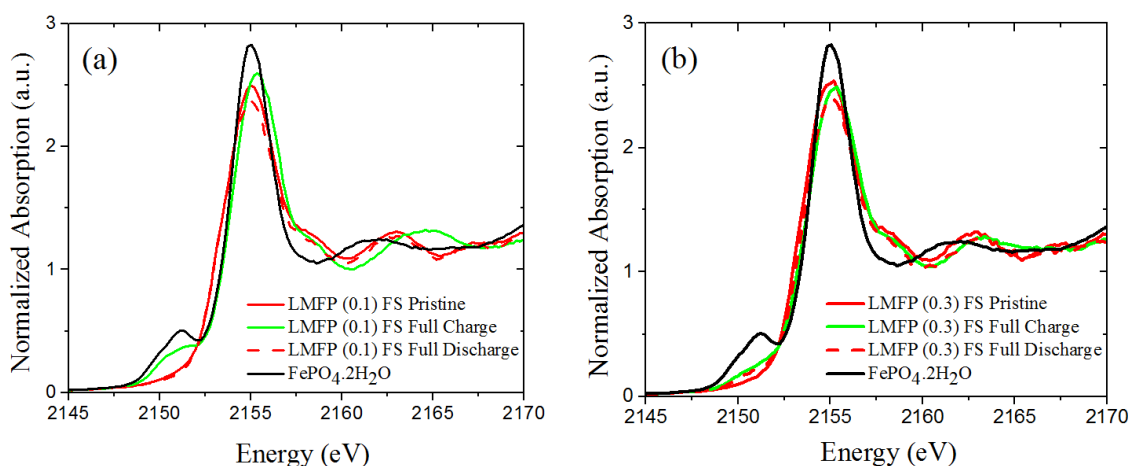 (a)
Normalized Absorption (a.u.)
3
2
1
0
LMFP (0.1) FS Pristine
LMFP (0.1) FS Full Charge
LMFP (0.1) FS Full Discharge
FePO4.2H2O
2145 2150 2155 2160 2165 2170
Energy (eV)
(b)
Normalized Absorption (a.u.)
3
2
1
0
LMFP (0.3) FS Pristine
LMFP (0.3) FS Full Charge
LMFP (0.3) FS Full Discharge
FePO4.2H2O
2145 2150 2155 2160 2165 2170
Energy (eV)